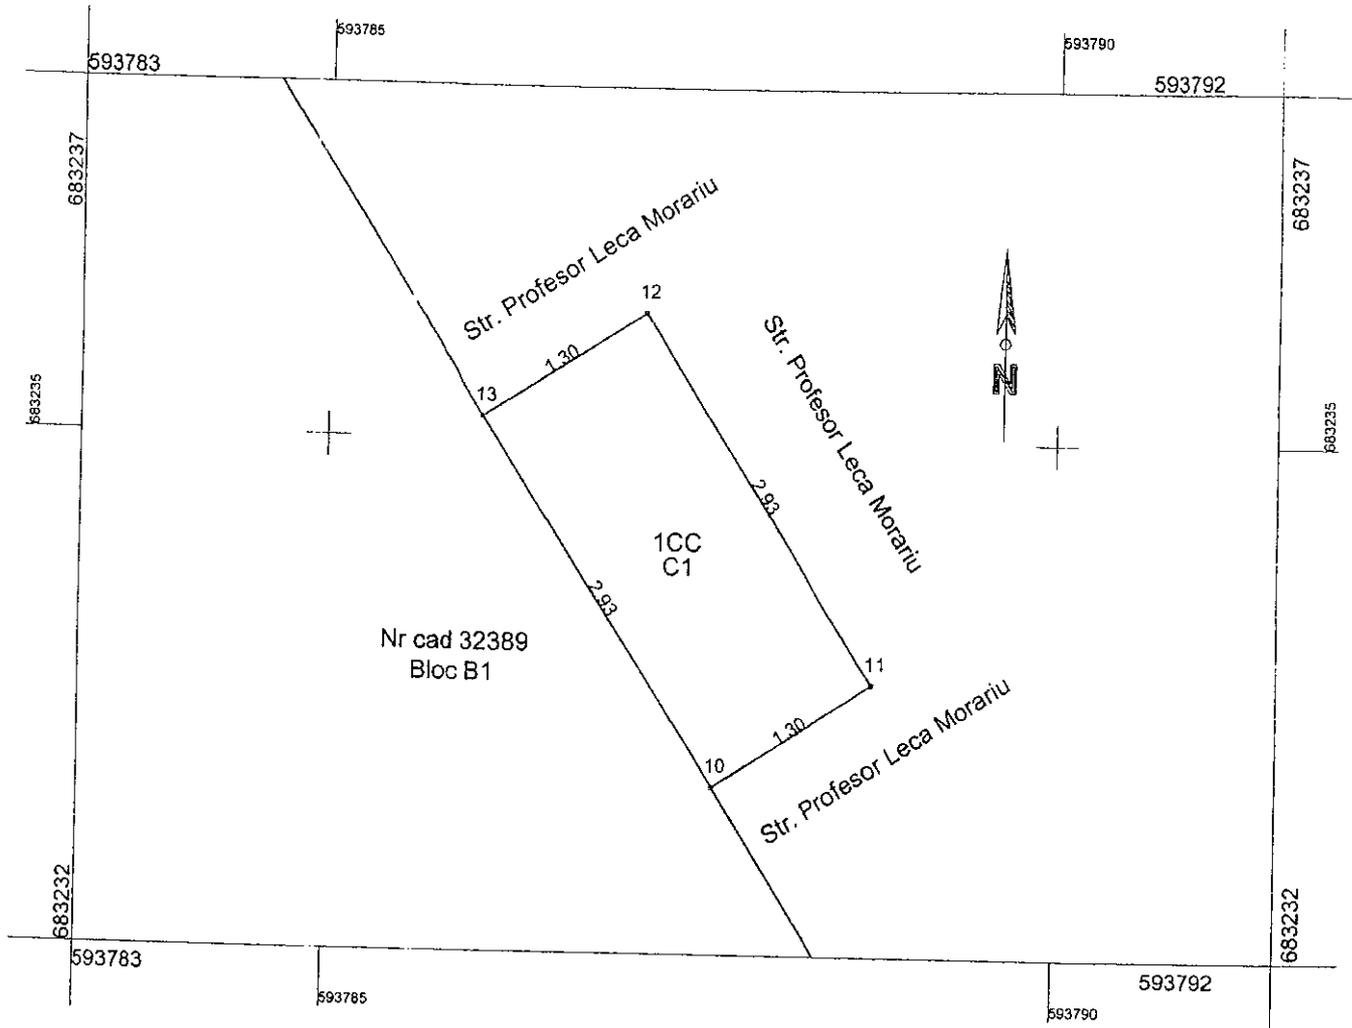 593785
593790
593783
593792
683237
683237
Str. Profesor Leca Morariu
12
1.30
13
Str. Profesor Leca Morariu
N
683235
683235
2.93
1CC
C1
2.93
Nr cad 32389
Bloc B1
11
1.30
10
Str. Profesor Leca Morariu
683232
683232
593783
593792
593785
593790